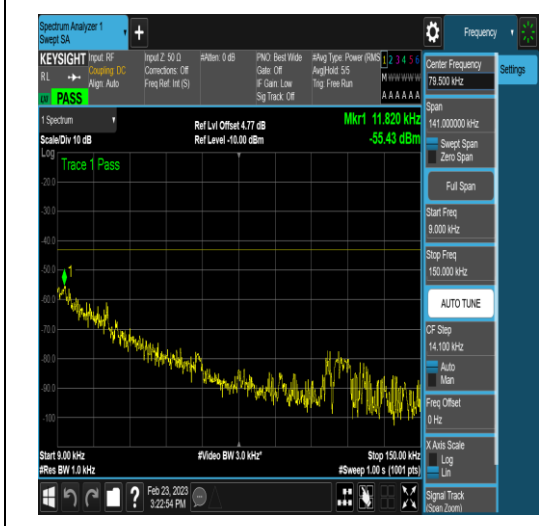 Spectrum Analyzer 1
Swept SA
Frequency
KEYSIGHT
Input: RF
Coupling: DC
Align: Auto
Input Z: 50 Ω
Corrections: Off
Freq Ref: Int (S)
#Atten: 0 dB
PNO: Best Wide
Gate: Off
IF Gain: Low
Sig Track: Off
#Avg Type: Power (RMS
Avg|Hold: 5/5
Trig: Free Run
1 2 3 4 5 6
M W W W W W
A A A A A A
RL
PASS
Center Frequency
79.500 kHz
Settings
Span
141.000000 kHz
Swept Span
Zero Span
Full Span
Start Freq
9.000 kHz
Stop Freq
150.000 kHz
AUTO TUNE
CF Step
14.100 kHz
Auto
Man
Freq Offset
0 Hz
X Axis Scale
Log
Lin
Signal Track
(Span Zoom)
1 Spectrum
Scale/Div 10 dB
Ref Lvl Offset 4.77 dB
Ref Level -10.00 dBm
Mkr1 11.820 kHz
-55.43 dBm
Log
Trace 1 Pass
-20.0
-30.0
-40.0
-50.0
-60.0
-70.0
-80.0
-90.0
-100
1
Start 9.00 kHz
#Res BW 1.0 kHz
#Video BW 3.0 kHz*
Stop 150.00 kHz
#Sweep 1.00 s (1001 pts)
Feb 23, 2023
3:22:54 PM